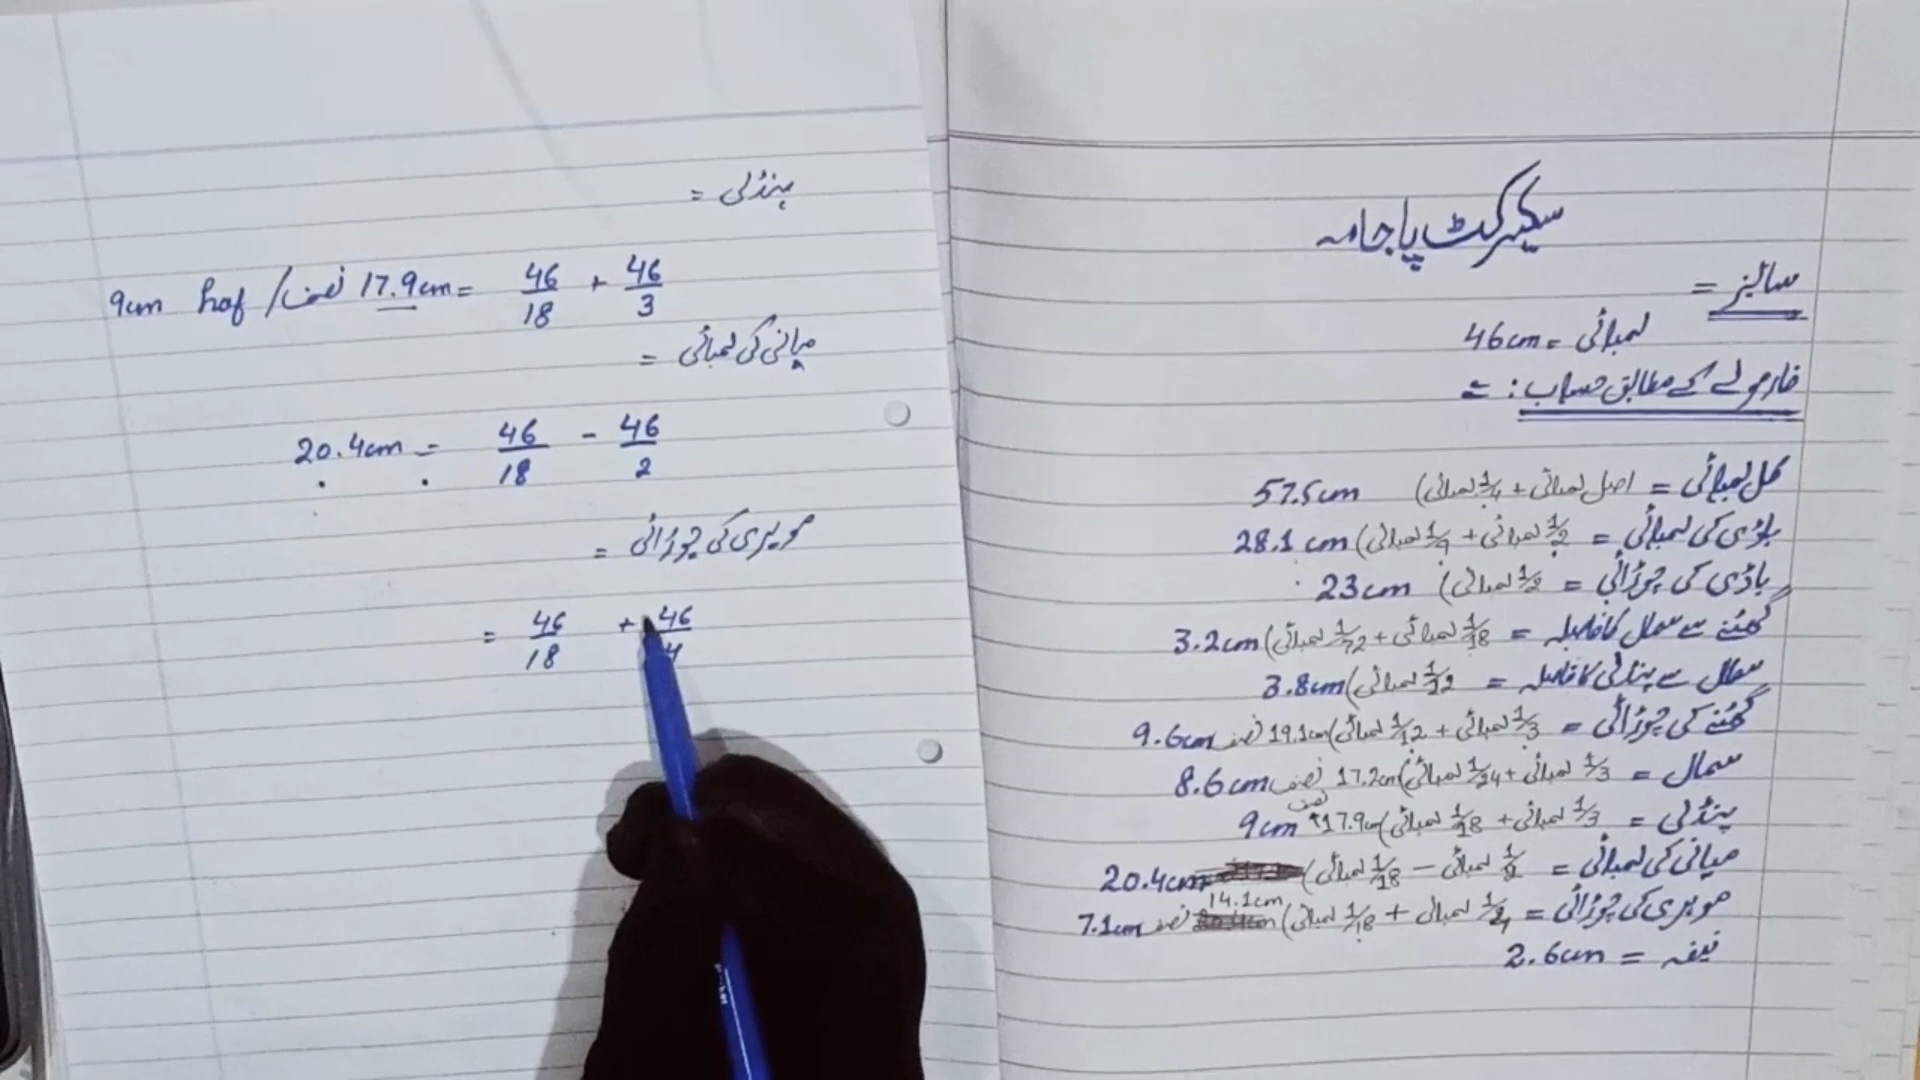 پنڈلی =
9cm hof / نصف 17.9cm = 46/18 + 46/3
میانی کی لمبائی =
20.4cm = 46/18 - 46/2
موہری کی چوڑائی =
= 46/18 + 46/4
سیکرکٹ پاجامہ
سائز =
لمبائی = 46cm
فارمولے کے مطابق حساب : =
کل لمبائی = اصل لمبائی + 1/4 لمبائی) 57.5cm
باڈی کی لمبائی = 1/2 لمبائی + 1/9 لمبائی) 28.1 cm
باڈی کی چوڑائی = 1/2 لمبائی) 23cm
گھٹنے سے سمال کا فاصلہ = 1/18 لمبائی + 1/72 لمبائی) 3.2cm
سمال سے پنڈلی کا فاصلہ = 1/12 لمبائی) 3.8cm
گھٹنے کی چوڑائی = 1/3 لمبائی + 1/12 لمبائی) 19.1cm نصف 9.6cm
سمال = 1/3 لمبائی + 1/24 لمبائی) 17.2cm نصف 8.6cm
پنڈلی = 1/3 لمبائی + 1/18 لمبائی) 17.9cm نصف 9cm
میانی کی لمبائی = 1/2 لمبائی - 1/18 لمبائی) 20.4cm
موہری کی چوڑائی = 1/4 لمبائی + 1/18 لمبائی) 14.1cm نصف 7.1cm
نیفہ = 2.6cm